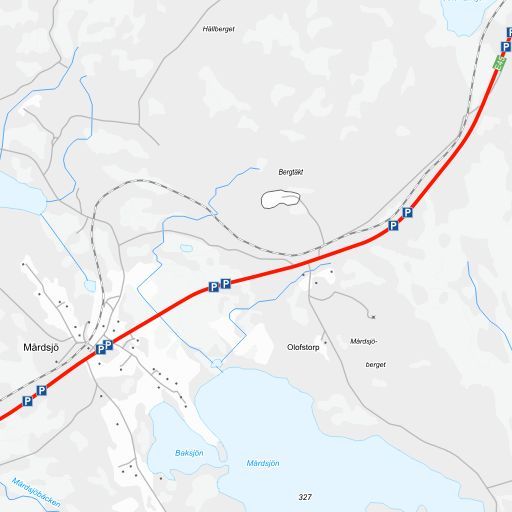 Hällberget
P
P
Bergtäkt
P
P
P P
Mårdsjö
P P
Olofstorp
Mårdsjö-
berget
P
P
Baksjön
Mårdsjön
Mårdsjöbäcken
327